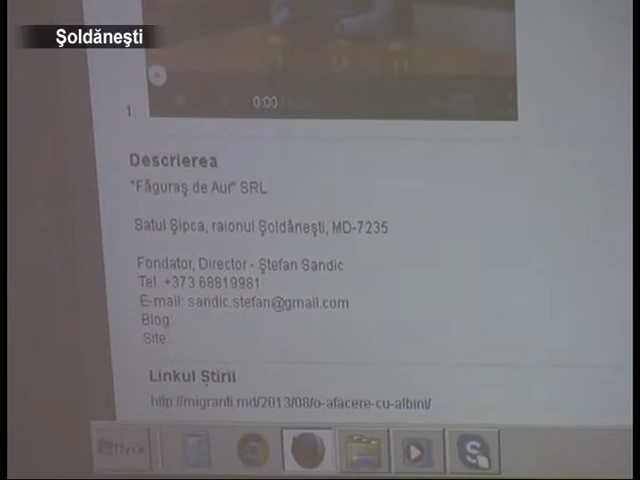 Şoldăneşti
0:00
1.
Descrierea
"Făguraş de Aur" SRL
Satul Şipca, raionul Şoldăneşti, MD-7235
Fondator, Director - Ştefan Sandic
Tel. +373 68819981
E-mail: sandic.stefan@gmail.com
Blog:
Site:
Linkul Știrii
http://migranti.md/2013/08/o-afacere-cu-albini/